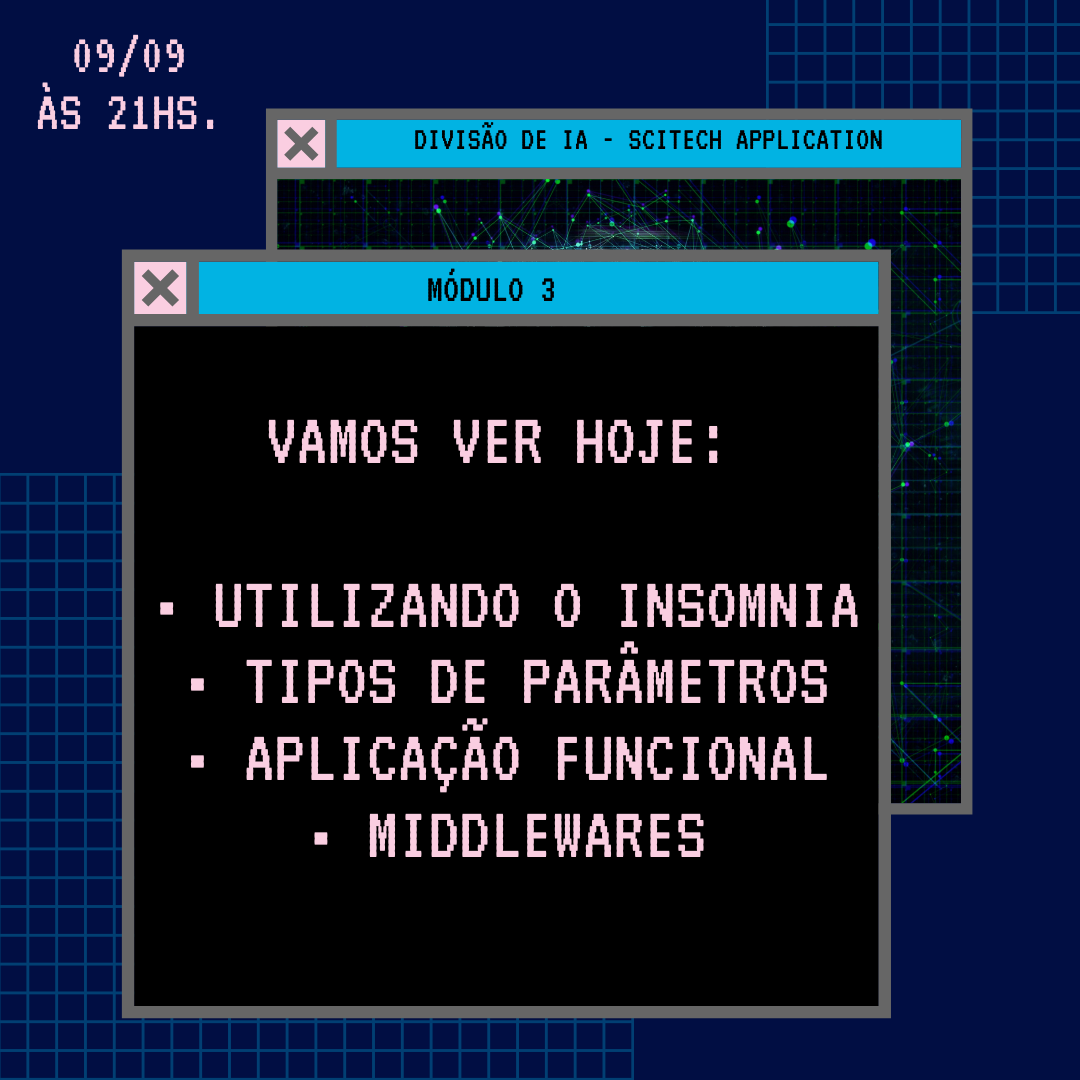 09/09
ÀS 21HS.
DIVISÃO DE IA - SCITECH APPLICATION
MÓDULO 3
VAMOS VER HOJE:
▪ UTILIZANDO O INSOMNIA
▪ TIPOS DE PARÂMETROS
▪ APLICAÇÃO FUNCIONAL
▪ MIDDLEWARES